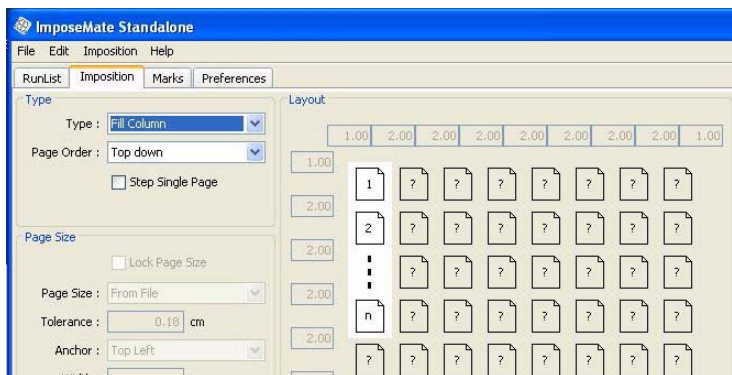 ImposeMate Standalone
File Edit Imposition Help
RunList Imposition Marks Preferences
Type
Type : Fill Column
Page Order : Top down
Step Single Page
Page Size
Lock Page Size
Page Size : From File
Tolerance : 0.18 cm
Anchor : Top Left
Layout
1.00 2.00 2.00 2.00 2.00 2.00 2.00 2.00 1.00
1.00
1 ? ? ? ? ? ? ?
2.00
2 ? ? ? ? ? ? ?
2.00
? ? ? ? ? ? ?
2.00
n ? ? ? ? ? ? ?
2.00
? ? ? ? ? ? ? ?